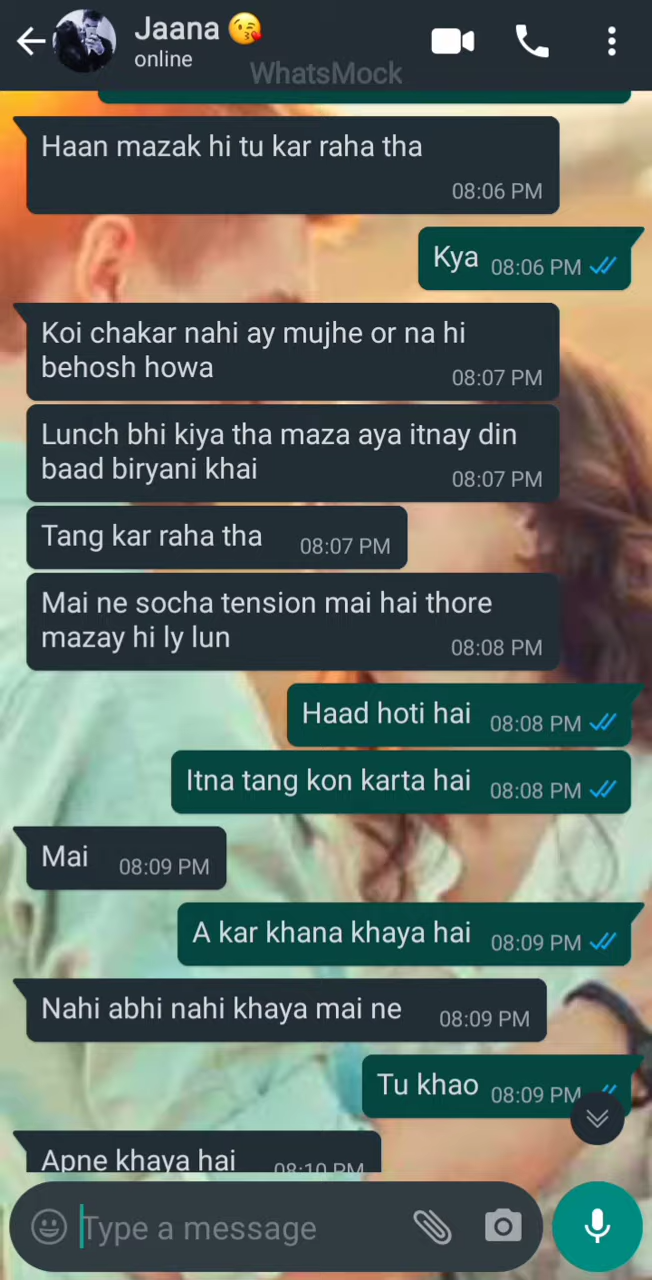 Jaana 😘
online
WhatsMock
Haan mazak hi tu kar raha tha
08:06 PM
Kya 08:06 PM
Koi chakar nahi ay mujhe or na hi
behosh howa
08:07 PM
Lunch bhi kiya tha maza aya itnay din
baad biryani khai
08:07 PM
Tang kar raha tha 08:07 PM
Mai ne socha tension mai hai thore
mazay hi ly lun
08:08 PM
Haad hoti hai 08:08 PM
Itna tang kon karta hai 08:08 PM
Mai 08:09 PM
A kar khana khaya hai 08:09 PM
Nahi abhi nahi khaya mai ne 08:09 PM
Tu khao 08:09 PM
Apne khaya hai 08:10 PM
Type a message